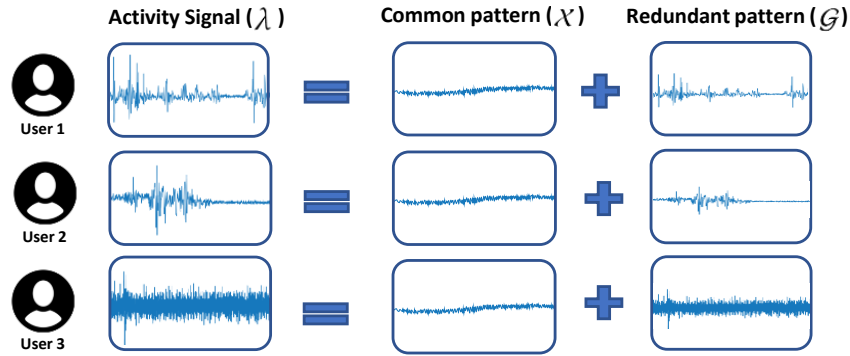 Activity Signal (λ) Common pattern (𝒳) Redundant pattern (𝒢)
User 1
User 2
User 3